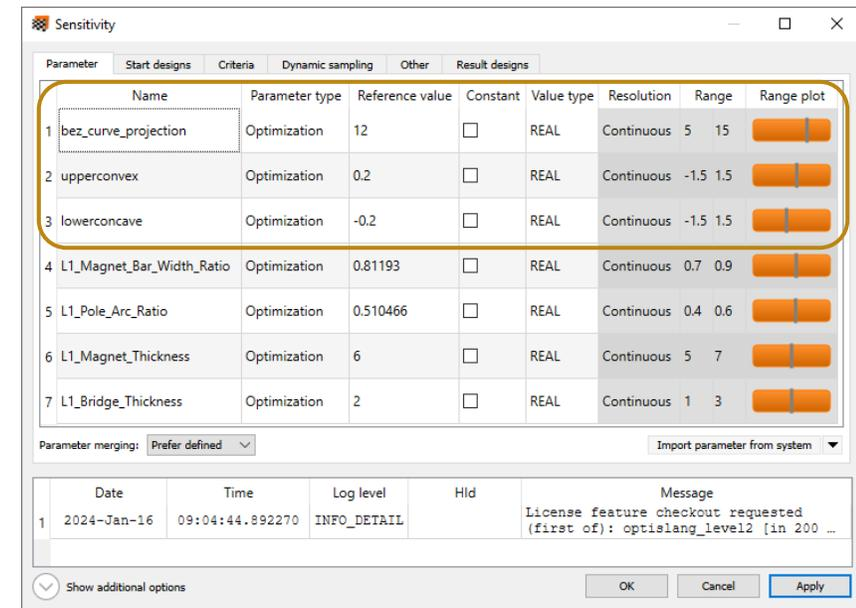 Sensitivity
Parameter Start designs Criteria Dynamic sampling Other Result designs
Name Parameter type Reference value Constant Value type Resolution Range Range plot
1 bez_curve_projection Optimization 12 REAL Continuous 5 15
2 upperconvex Optimization 0.2 REAL Continuous -1.5 1.5
3 lowerconcave Optimization -0.2 REAL Continuous -1.5 1.5
4 L1_Magnet_Bar_Width_Ratio Optimization 0.81193 REAL Continuous 0.7 0.9
5 L1_Pole_Arc_Ratio Optimization 0.510466 REAL Continuous 0.4 0.6
6 L1_Magnet_Thickness Optimization 6 REAL Continuous 5 7
7 L1_Bridge_Thickness Optimization 2 REAL Continuous 1 3
Parameter merging: Prefer defined Import parameter from system
Date Time Log level HId Message
1 2024-Jan-16 09:04:44.892270 INFO_DETAIL License feature checkout requested
(first of): optislang_level2 [in 200 ...
Show additional options OK Cancel Apply